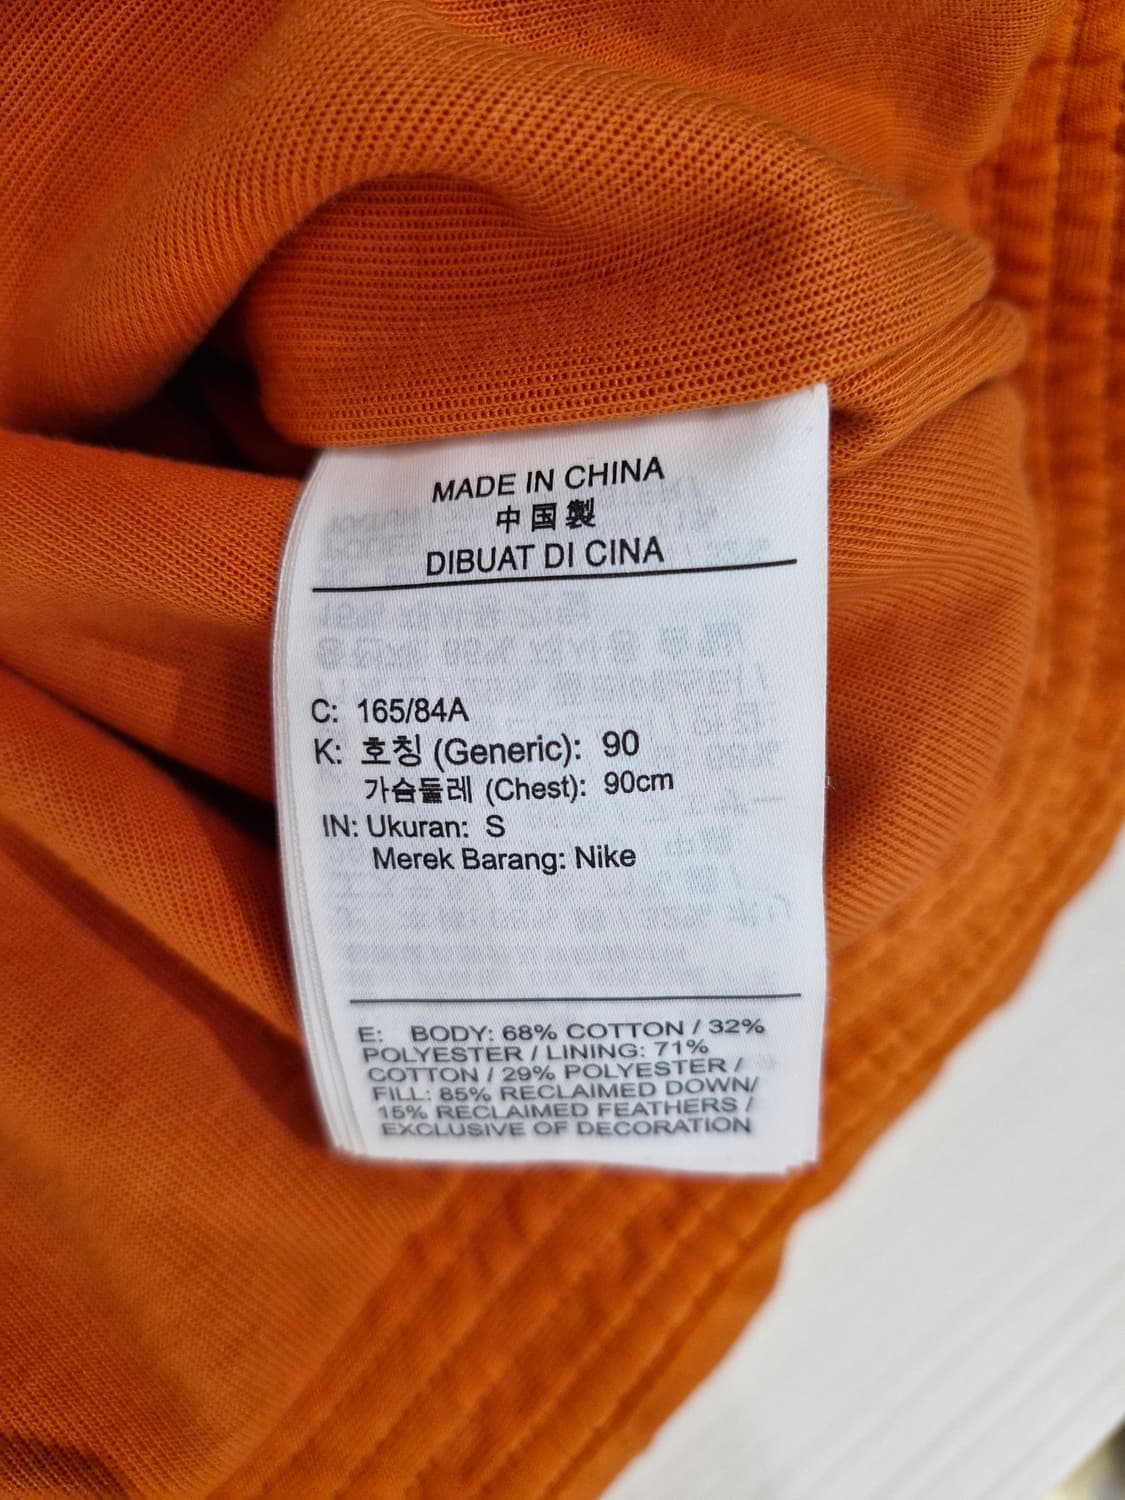 MADE IN CHINA
中国製
DIBUAT DI CINA
C: 165/84A
K: 호칭 (Generic): 90
가슴둘레 (Chest): 90cm
IN: Ukuran: S
Merek Barang: Nike
E: BODY: 68% COTTON / 32%
POLYESTER / LINING: 71%
COTTON / 29% POLYESTER /
FILL: 85% RECLAIMED DOWN/
15% RECLAIMED FEATHERS /
EXCLUSIVE OF DECORATION